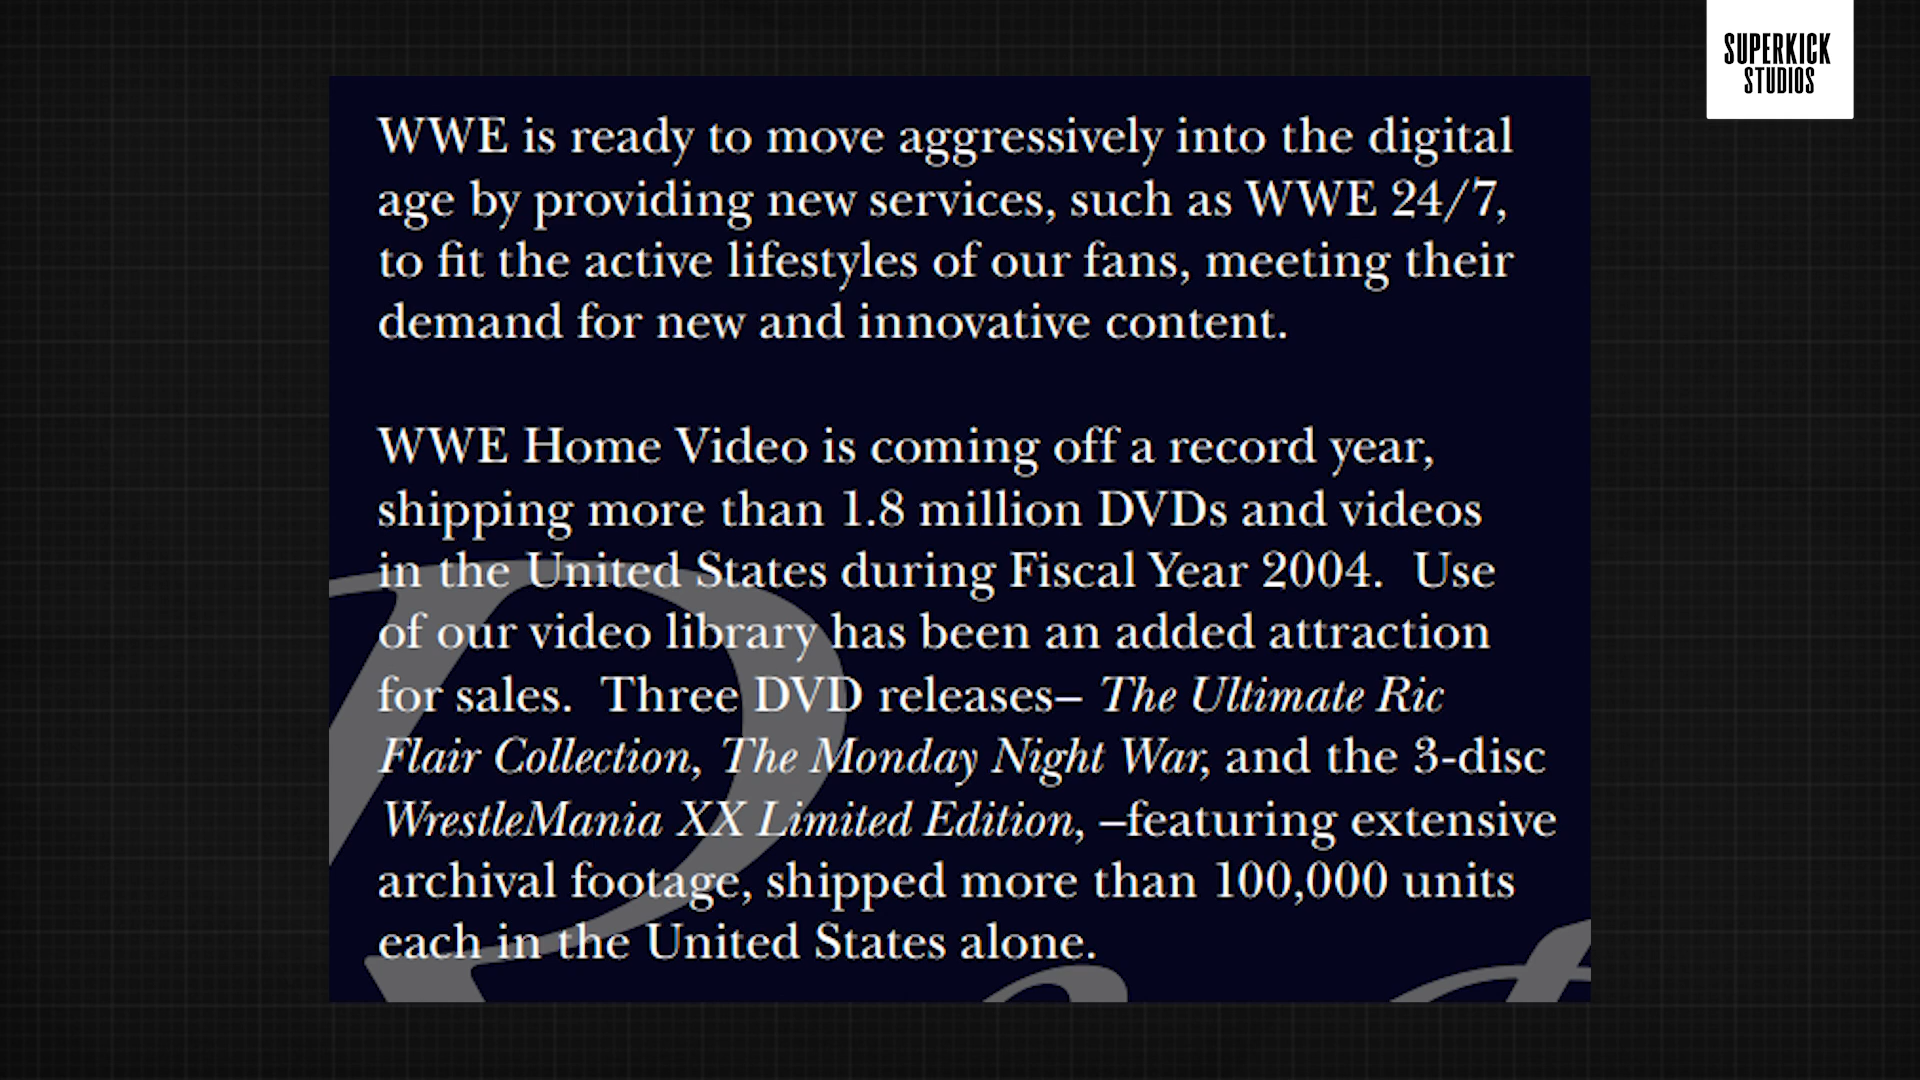 SUPERKICK
STUDIOS
WWE is ready to move aggressively into the digital
age by providing new services, such as WWE 24/7,
to fit the active lifestyles of our fans, meeting their
demand for new and innovative content.
WWE Home Video is coming off a record year,
shipping more than 1.8 million DVDs and videos
in the United States during Fiscal Year 2004.  Use
of our video library has been an added attraction
for sales.  Three DVD releases– The Ultimate Ric
Flair Collection, The Monday Night War, and the 3-disc
WrestleMania XX Limited Edition, –featuring extensive
archival footage, shipped more than 100,000 units
each in the United States alone.